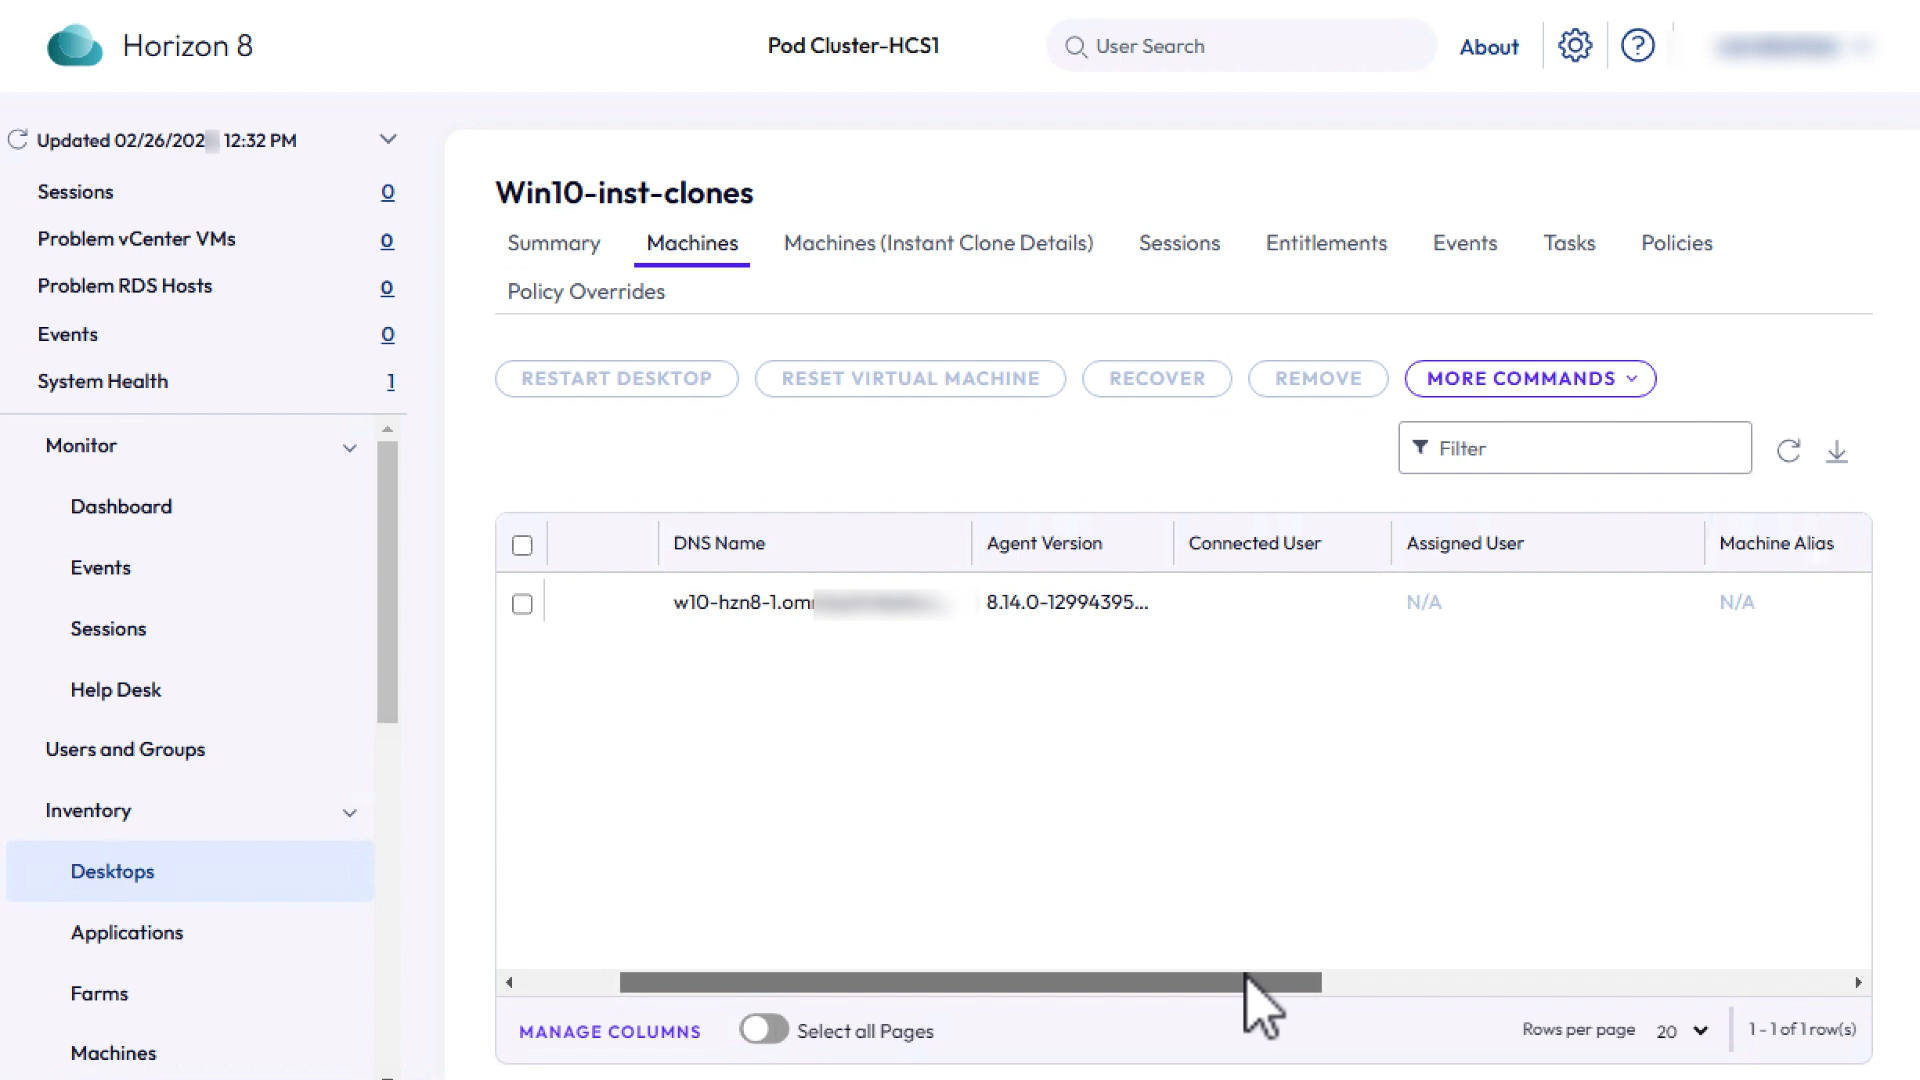 Horizon 8
Pod Cluster-HCS1
User Search
About
Updated 02/26/202 12:32 PM
Sessions 0
Problem vCenter VMs 0
Problem RDS Hosts 0
Events 0
System Health 1
Monitor
Dashboard
Events
Sessions
Help Desk
Users and Groups
Inventory
Desktops
Applications
Farms
Machines
Win10-inst-clones
Summary Machines Machines (Instant Clone Details) Sessions Entitlements Events Tasks Policies
Policy Overrides
RESTART DESKTOP RESET VIRTUAL MACHINE RECOVER REMOVE MORE COMMANDS
Filter
DNS Name Agent Version Connected User Assigned User Machine Alias
w10-hzn8-1.om 8.14.0-12994395... N/A N/A
MANAGE COLUMNS Select all Pages Rows per page 20 1 - 1 of 1 row(s)